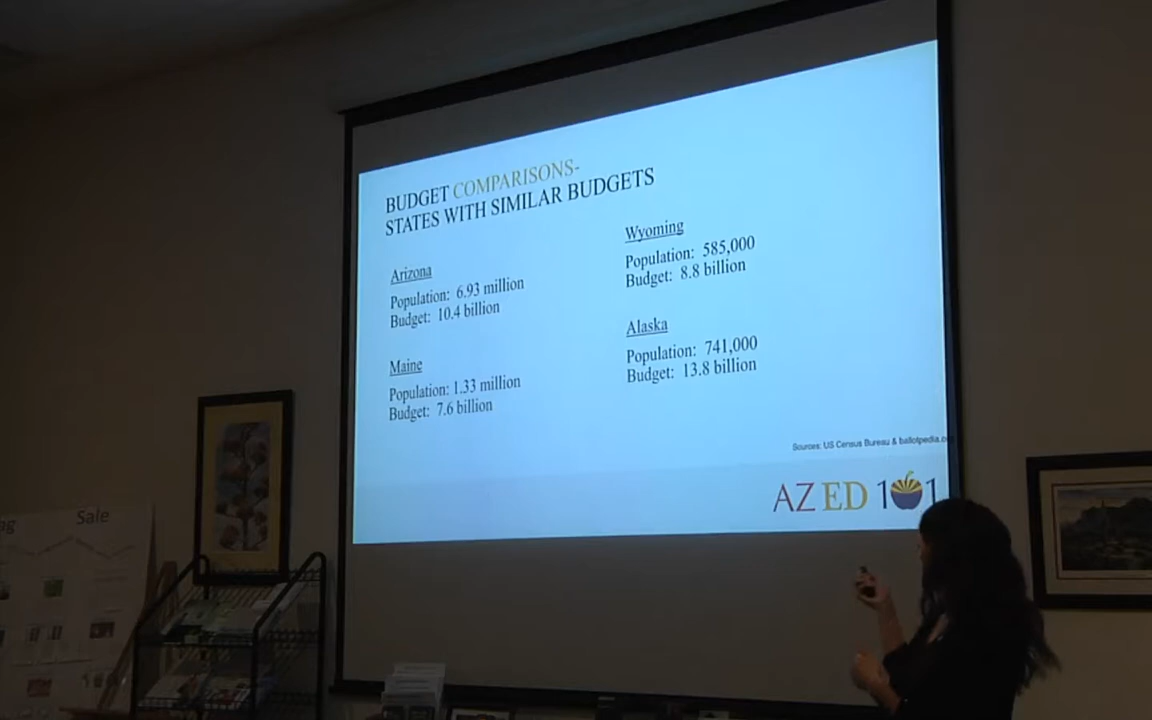 BUDGET COMPARISONS-
STATES WITH SIMILAR BUDGETS
Arizona
Population: 6.93 million
Budget: 10.4 billion
Maine
Population: 1.33 million
Budget: 7.6 billion
Wyoming
Population: 585,000
Budget: 8.8 billion
Alaska
Population: 741,000
Budget: 13.8 billion
Sources: US Census Bureau & ballotpedia.o
AZ ED 101
Sale